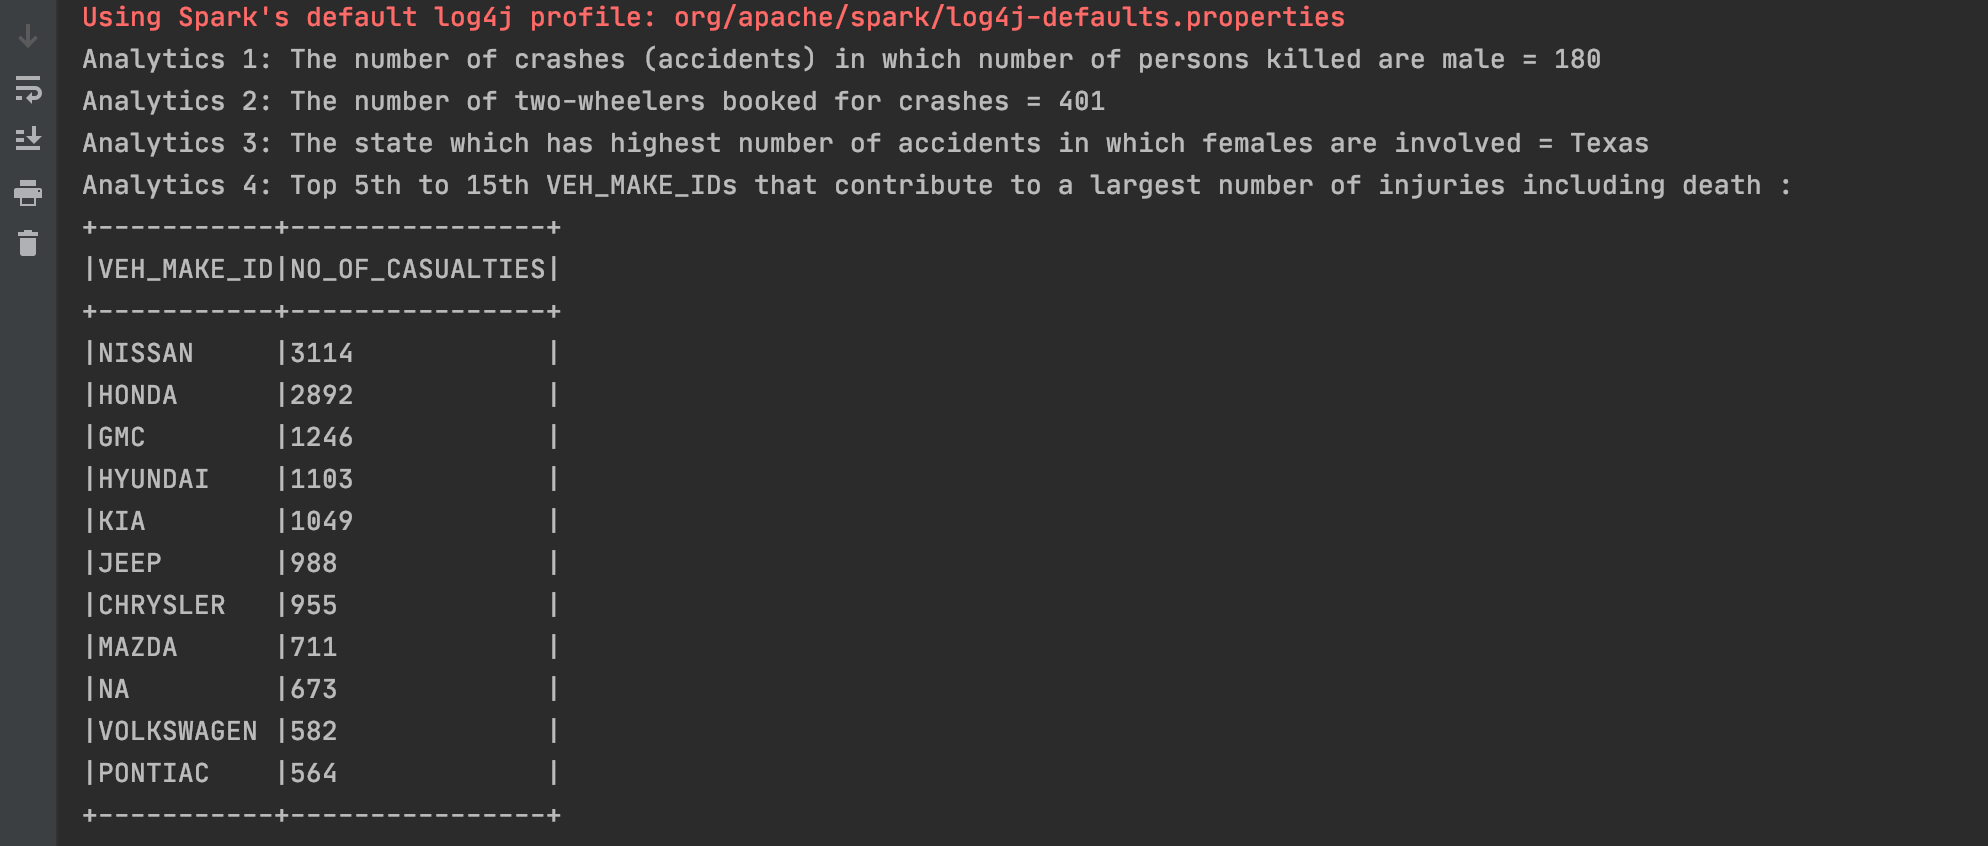 Using Spark's default log4j profile: org/apache/spark/log4j-defaults.properties
Analytics 1: The number of crashes (accidents) in which number of persons killed are male = 180
Analytics 2: The number of two-wheelers booked for crashes = 401
Analytics 3: The state which has highest number of accidents in which females are involved = Texas
Analytics 4: Top 5th to 15th VEH_MAKE_IDs that contribute to a largest number of injuries including death :
+-----------+----------------+
|VEH_MAKE_ID|NO_OF_CASUALTIES|
+-----------+----------------+
|NISSAN     |3114            |
|HONDA      |2892            |
|GMC        |1246            |
|HYUNDAI    |1103            |
|KIA        |1049            |
|JEEP       |988             |
|CHRYSLER   |955             |
|MAZDA      |711             |
|NA         |673             |
|VOLKSWAGEN |582             |
|PONTIAC    |564             |
+-----------+----------------+